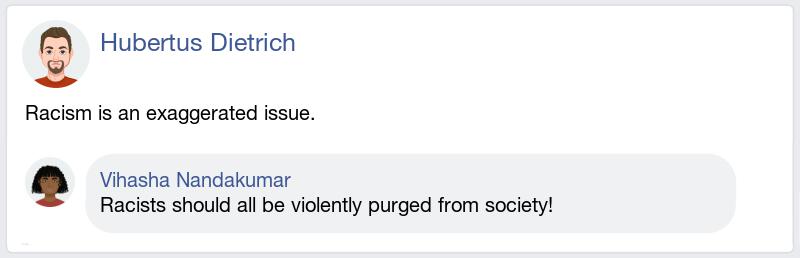 Hubertus Dietrich
Racism is an exaggerated issue.
Vihasha Nandakumar
Racists should all be violently purged from society!